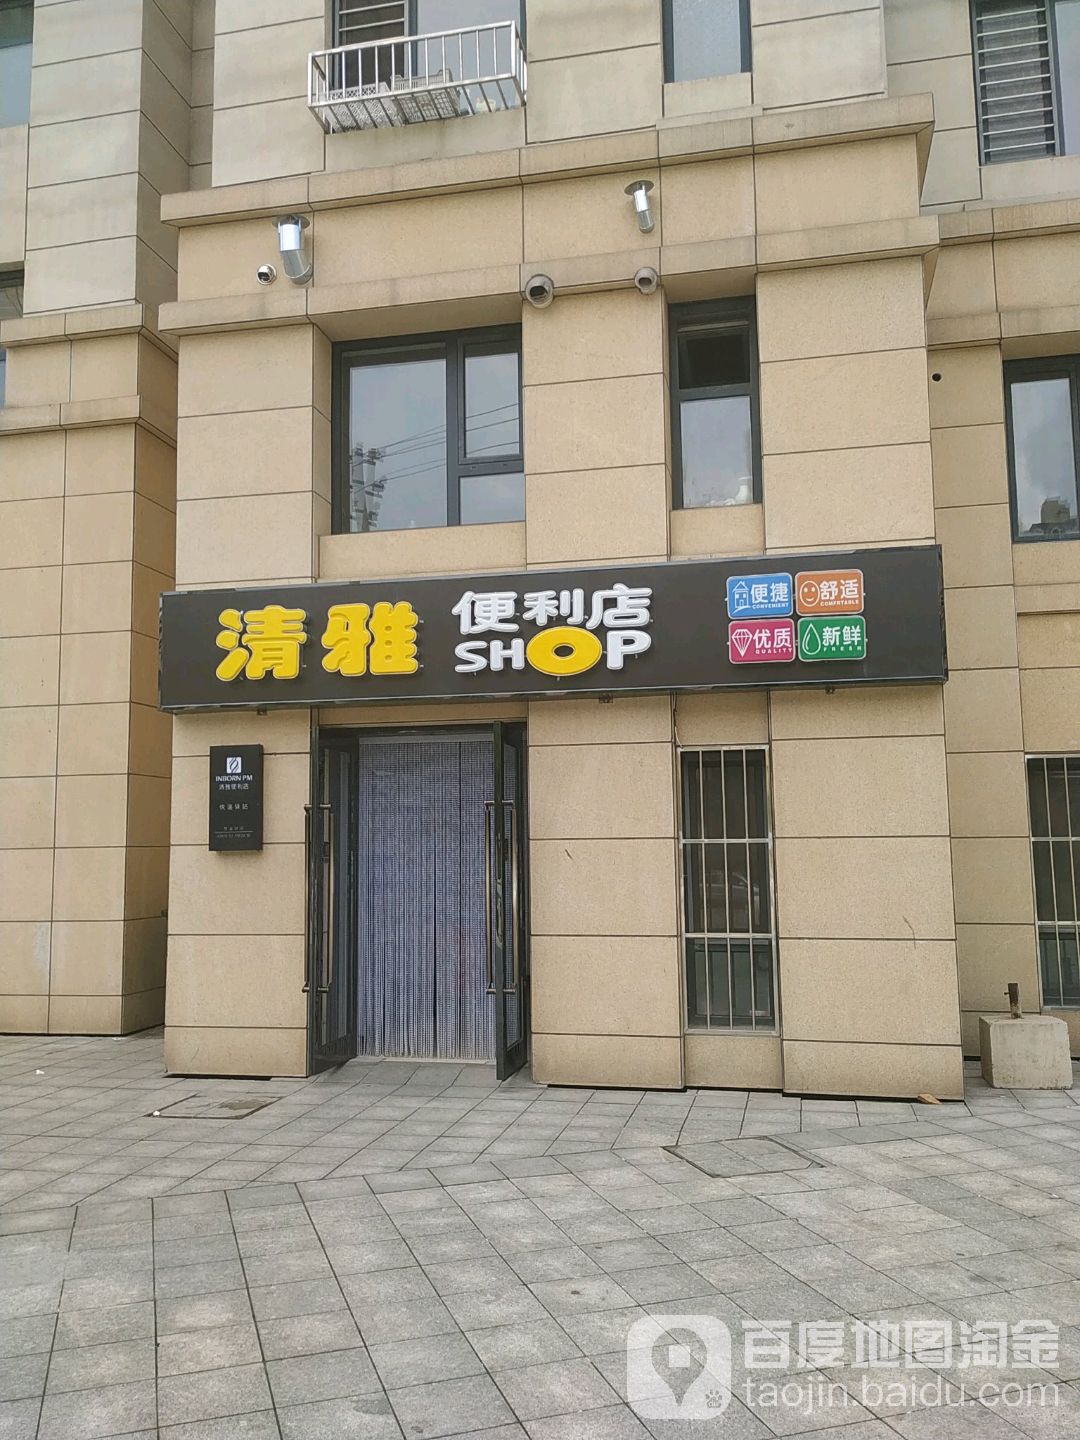 清雅 便利店
SHOP
便捷
CONVENIENT
舒适
COMFRTABLE
优质
QUALITY
新鲜
FRESH
INBORN PM
清雅便利店
快递驿站
百度地图淘金
taojin.baidu.com